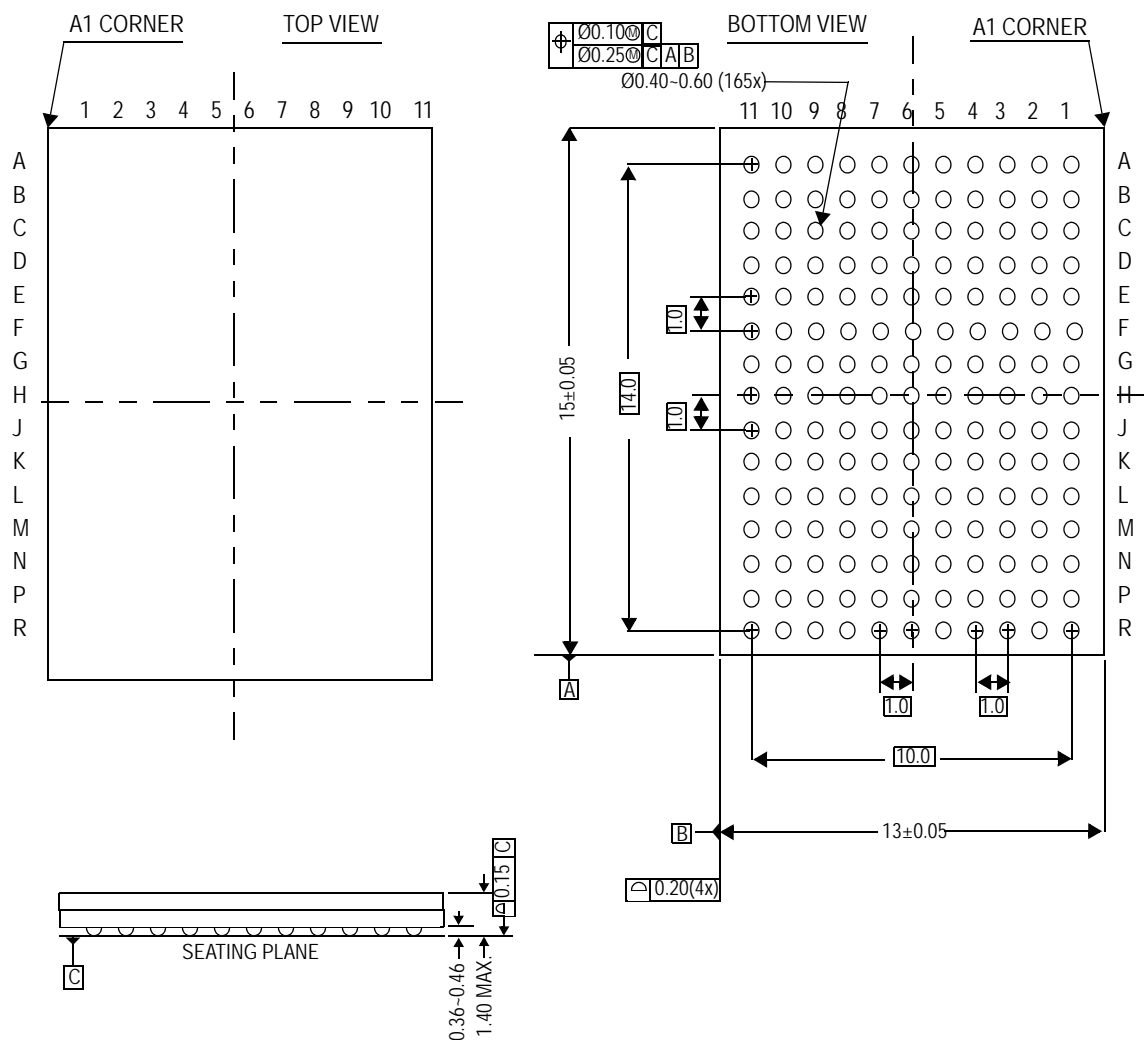 A1 CORNER
TOP VIEW
1 2 3 4 5 6 7 8 9 10 11
A
B
C
D
E
F
G
H
J
K
L
M
N
P
R
Ø0.10Ⓜ C
Ø0.25Ⓜ C A B
BOTTOM VIEW
A1 CORNER
Ø0.40~0.60 (165x)
11 10 9 8 7 6 5 4 3 2 1
A
B
C
D
E
F
G
H
J
K
L
M
N
P
R
1.0
1.0
14.0
15±0.05
A
1.0
1.0
10.0
B
13±0.05
0.20(4x)
0.15 C
SEATING PLANE
C
0.36~0.46
1.40 MAX.